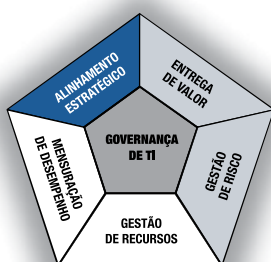 ALINHAMENTO
ESTRATÉGICO
ENTREGA
DE VALOR
MENSURAÇÃO
DE DESEMPENHO
GOVERNANÇA
DE TI
GESTÃO
DE RISCO
GESTÃO
DE RECURSOS